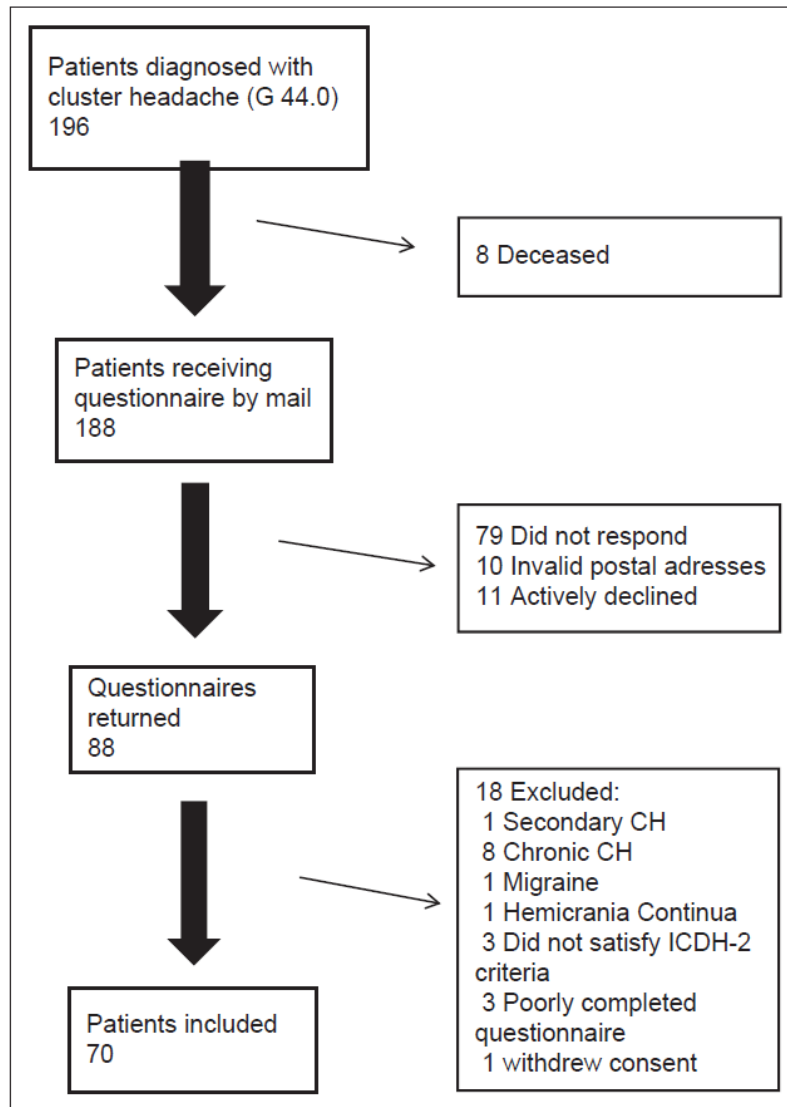 Patients diagnosed with
cluster headache (G 44.0)
196
8 Deceased
Patients receiving
questionnaire by mail
188
79 Did not respond
10 Invalid postal adresses
11 Actively declined
Questionnaires
returned
88
18 Excluded:
1 Secondary CH
8 Chronic CH
1 Migraine
1 Hemicrania Continua
3 Did not satisfy ICDH-2
criteria
3 Poorly completed
questionnaire
1 withdrew consent
Patients included
70